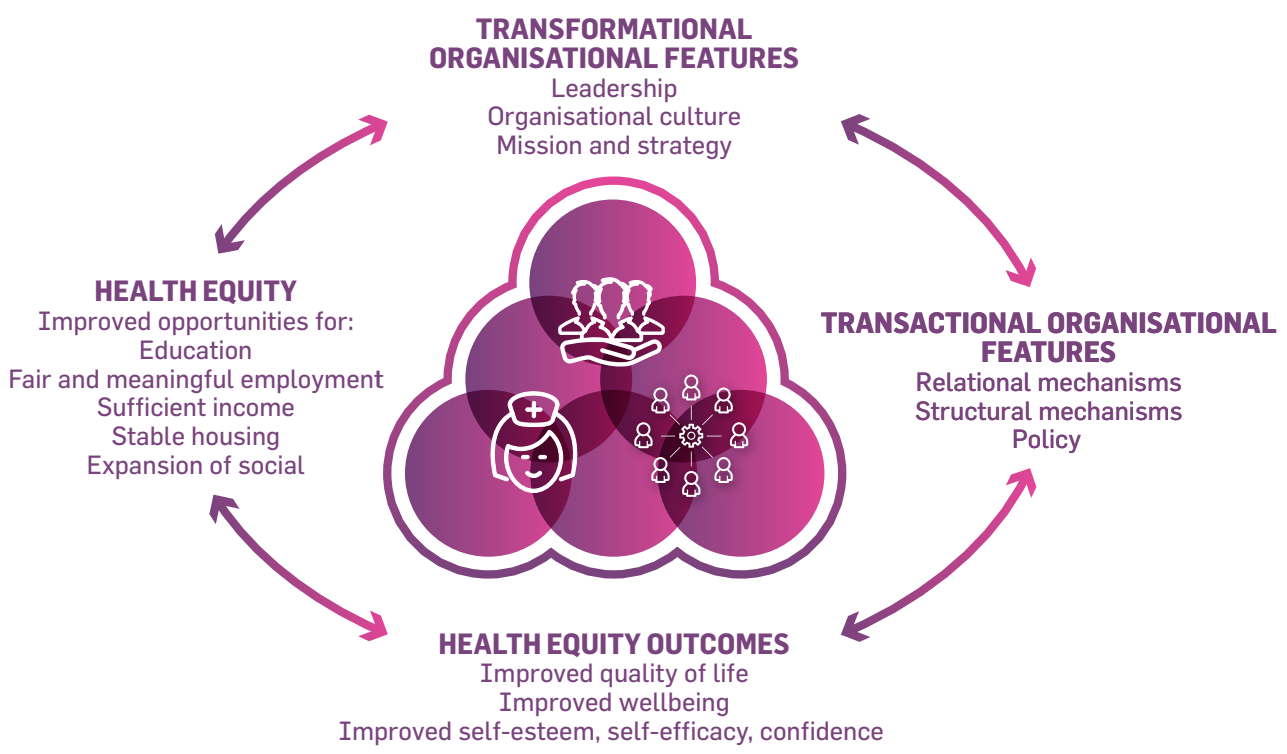 TRANSFORMATIONAL
ORGANISATIONAL FEATURES
Leadership
Organisational culture
Mission and strategy
HEALTH EQUITY
Improved opportunities for:
Education
Fair and meaningful employment
Sufficient income
Stable housing
Expansion of social
TRANSACTIONAL ORGANISATIONAL
FEATURES
Relational mechanisms
Structural mechanisms
Policy
HEALTH EQUITY OUTCOMES
Improved quality of life
Improved wellbeing
Improved self-esteem, self-efficacy, confidence